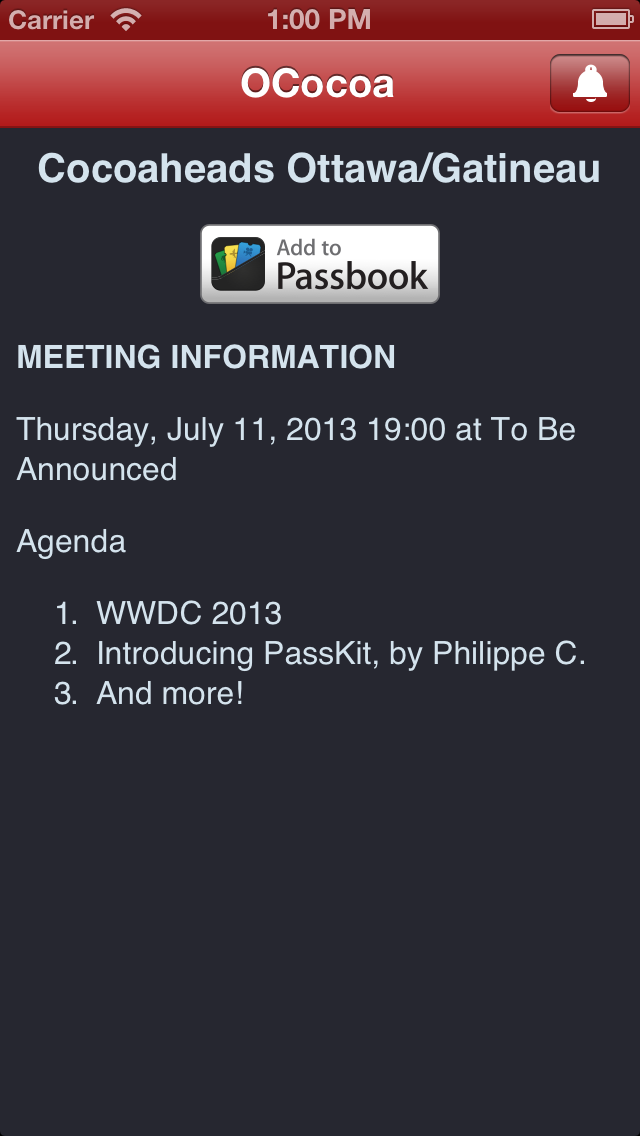 Carrier 1:00 PM
OCocoa
Cocoaheads Ottawa/Gatineau
Add to
Passbook
MEETING INFORMATION
Thursday, July 11, 2013 19:00 at To Be
Announced
Agenda
1. WWDC 2013
2. Introducing PassKit, by Philippe C.
3. And more!